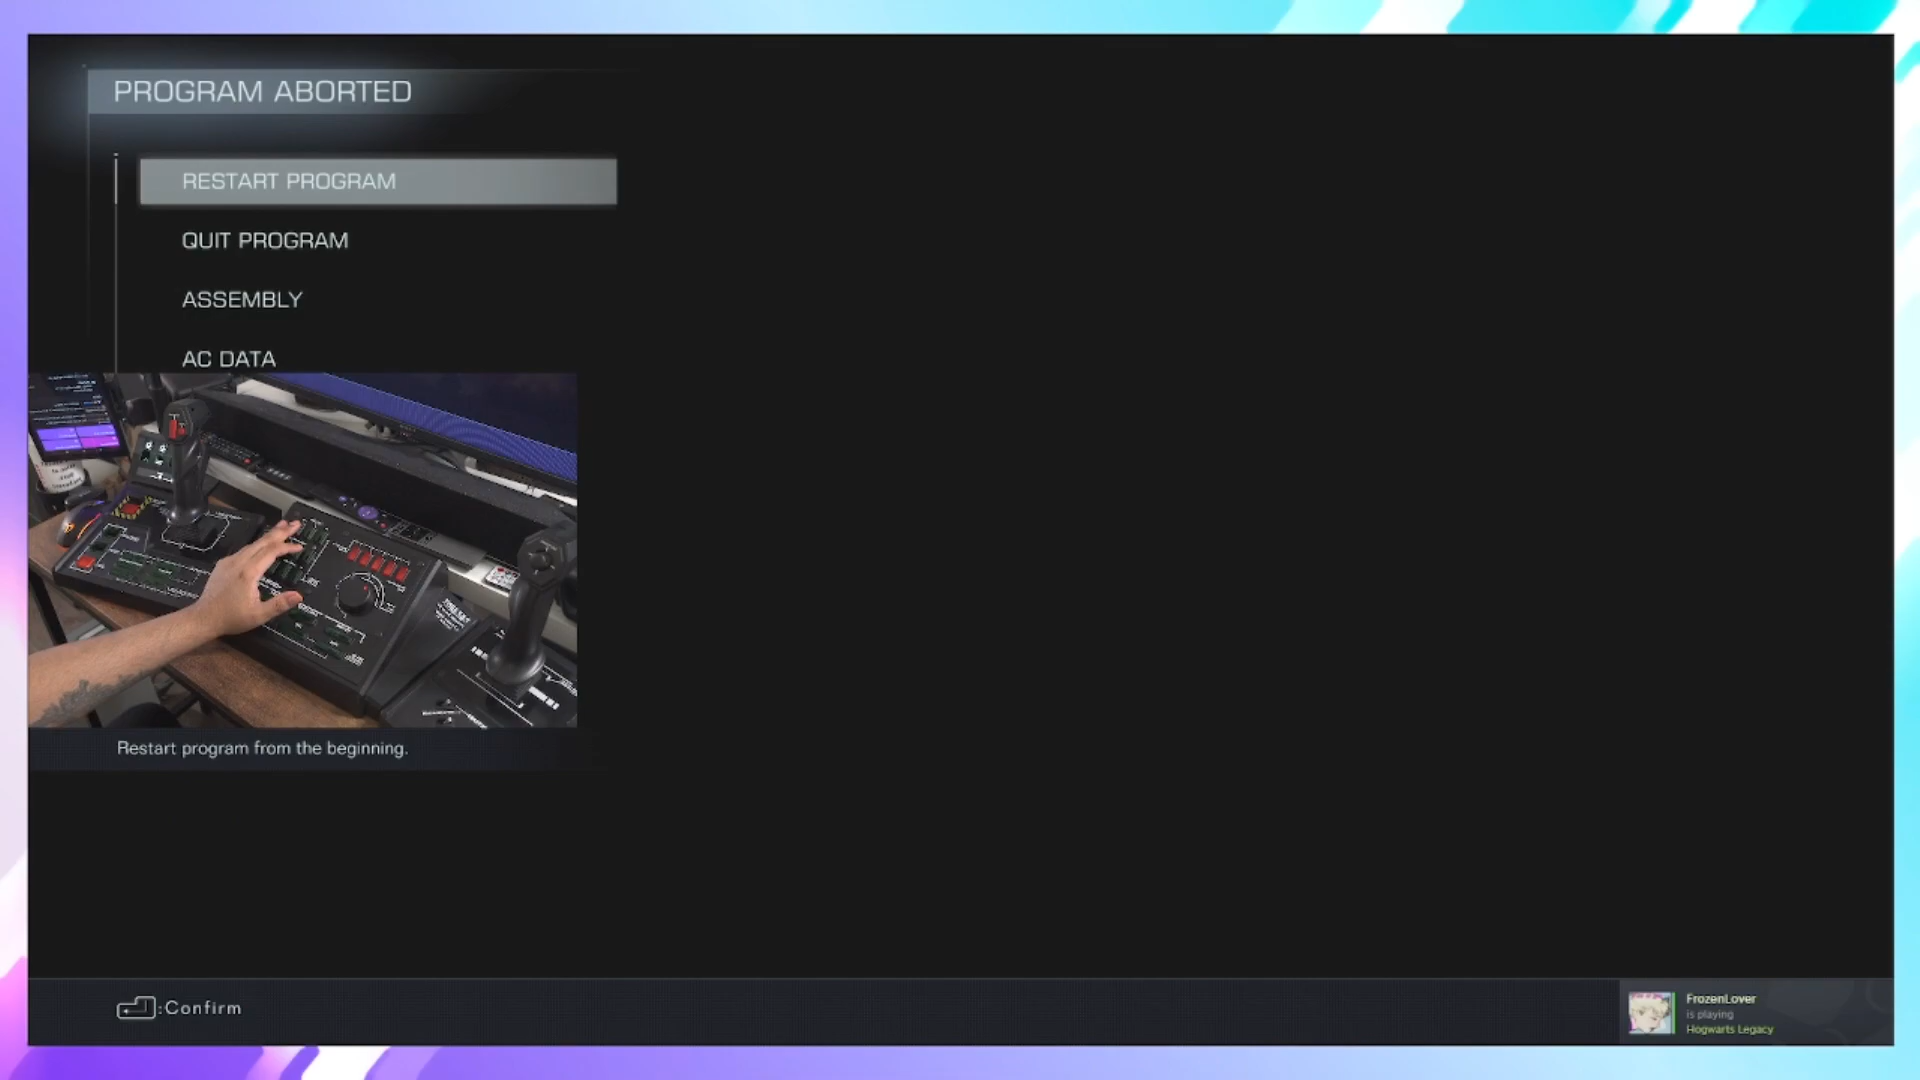 PROGRAM ABORTED
RESTART PROGRAM
QUIT PROGRAM
ASSEMBLY
AC DATA
Restart program from the beginning.
:Confirm
FrozenLover
is playing
Hogwarts Legacy